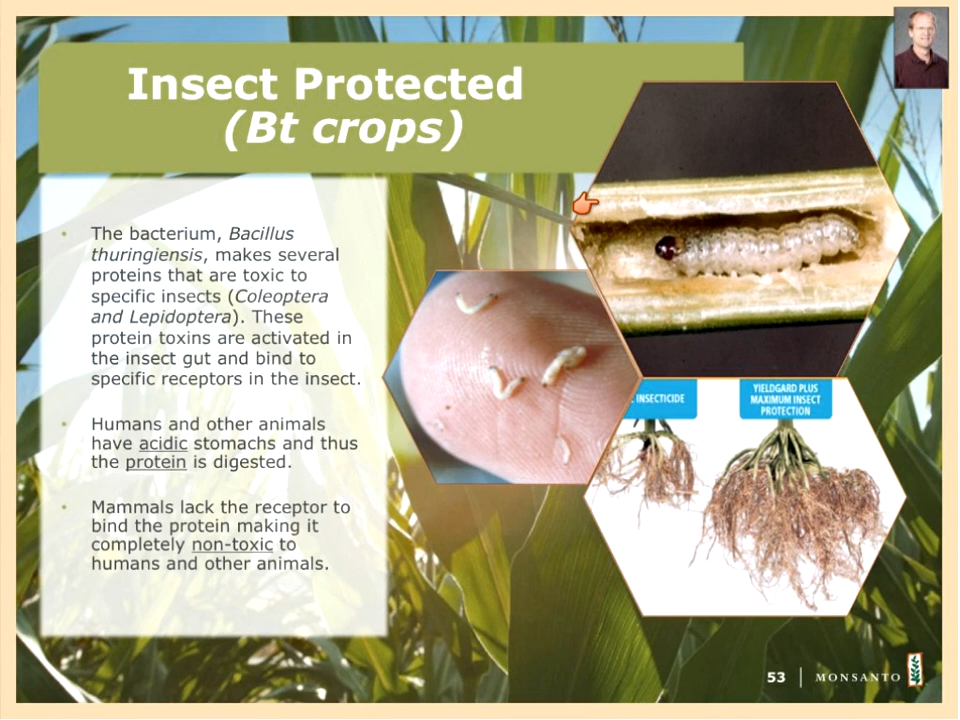 Insect Protected
(Bt crops)
• The bacterium, Bacillus
thuringiensis, makes several
proteins that are toxic to
specific insects (Coleoptera
and Lepidoptera). These
protein toxins are activated in
the insect gut and bind to
specific receptors in the insect.
• Humans and other animals
have acidic stomachs and thus
the protein is digested.
• Mammals lack the receptor to
bind the protein making it
completely non-toxic to
humans and other animals.
INSECTICIDE
YIELDGARD PLUS
MAXIMUM INSECT
PROTECTION
53
MONSANTO